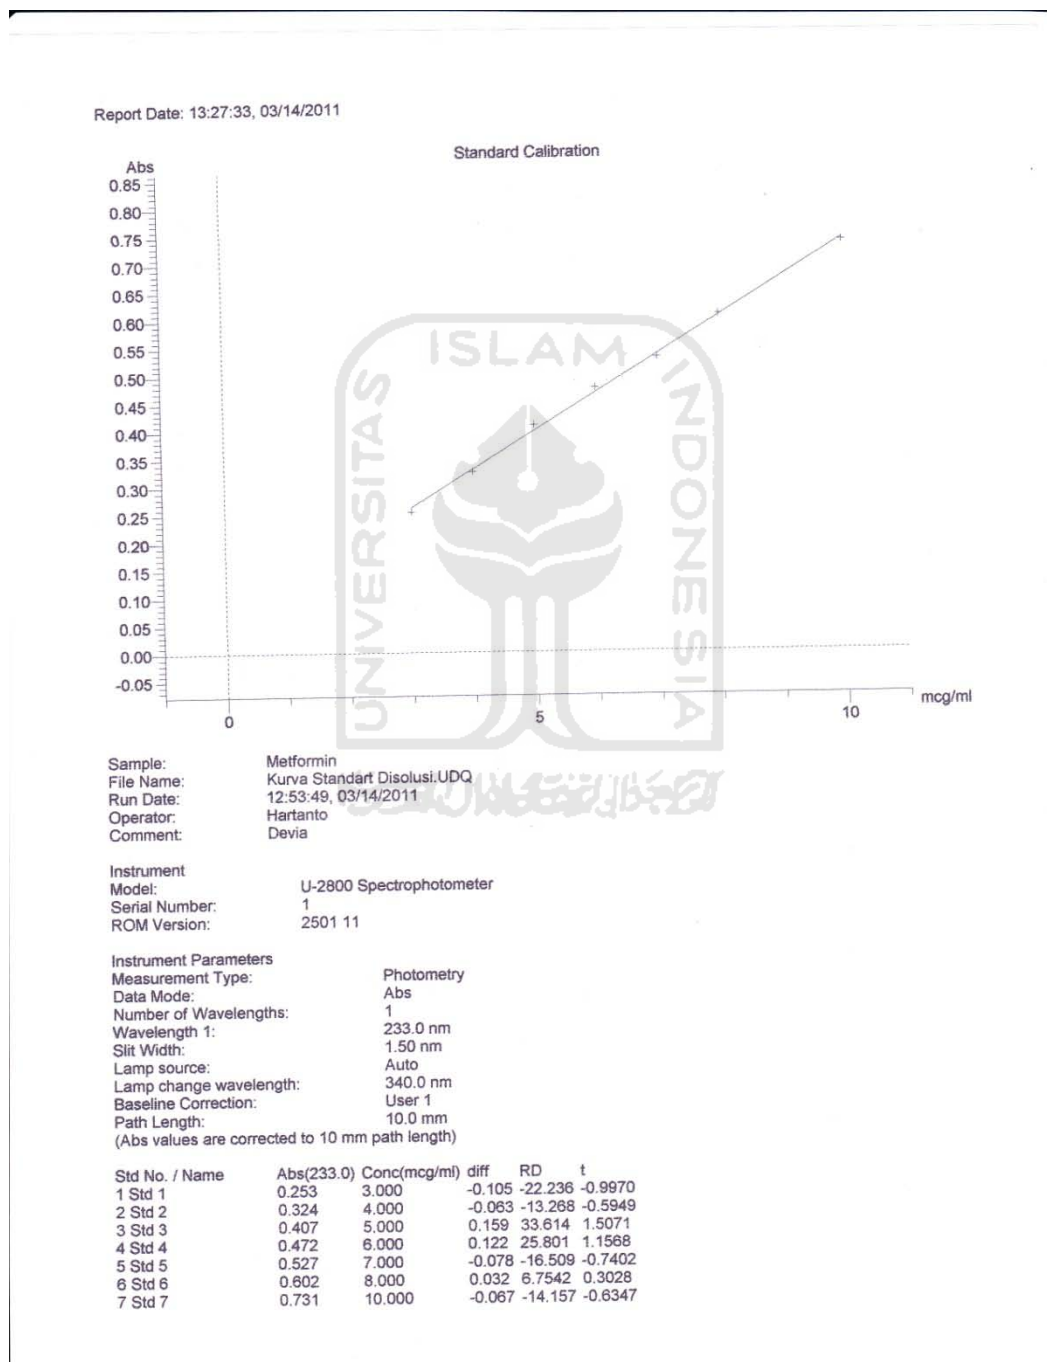 Report Date: 13:27:33, 03/14/2011
Standard Calibration
Abs
0.85
0.80
0.75
0.70
0.65
0.60
0.55
0.50
0.45
0.40
0.35
0.30
0.25
0.20
0.15
0.10
0.05
0.00
-0.05
0 5 10 mcg/ml
UNIVERSITAS ISLAM INDONESIA
Sample: Metformin
File Name: Kurva Standart Disolusi.UDQ
Run Date: 12:53:49, 03/14/2011
Operator: Hartanto
Comment: Devia
Instrument
Model: U-2800 Spectrophotometer
Serial Number: 1
ROM Version: 2501 11
Instrument Parameters
Measurement Type: Photometry
Data Mode: Abs
Number of Wavelengths: 1
Wavelength 1: 233.0 nm
Slit Width: 1.50 nm
Lamp source: Auto
Lamp change wavelength: 340.0 nm
Baseline Correction: User 1
Path Length: 10.0 mm
(Abs values are corrected to 10 mm path length)
Std No. / Name Abs(233.0) Conc(mcg/ml) diff RD t
1 Std 1 0.253 3.000 -0.105 -22.236 -0.9970
2 Std 2 0.324 4.000 -0.063 -13.268 -0.5949
3 Std 3 0.407 5.000 0.159 33.614 1.5071
4 Std 4 0.472 6.000 0.122 25.801 1.1568
5 Std 5 0.527 7.000 -0.078 -16.509 -0.7402
6 Std 6 0.602 8.000 0.032 6.7542 0.3028
7 Std 7 0.731 10.000 -0.067 -14.157 -0.6347